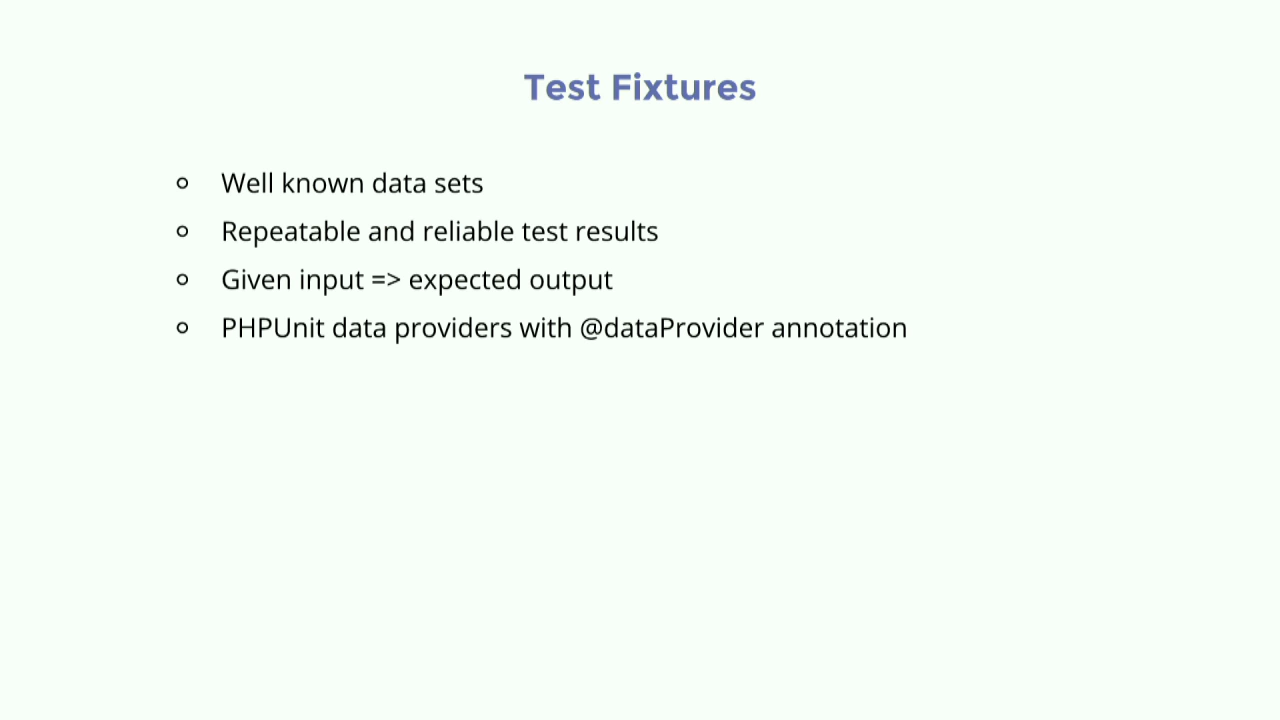 Test Fixtures
Well known data sets
Repeatable and reliable test results
Given input => expected output
PHPUnit data providers with @dataProvider annotation